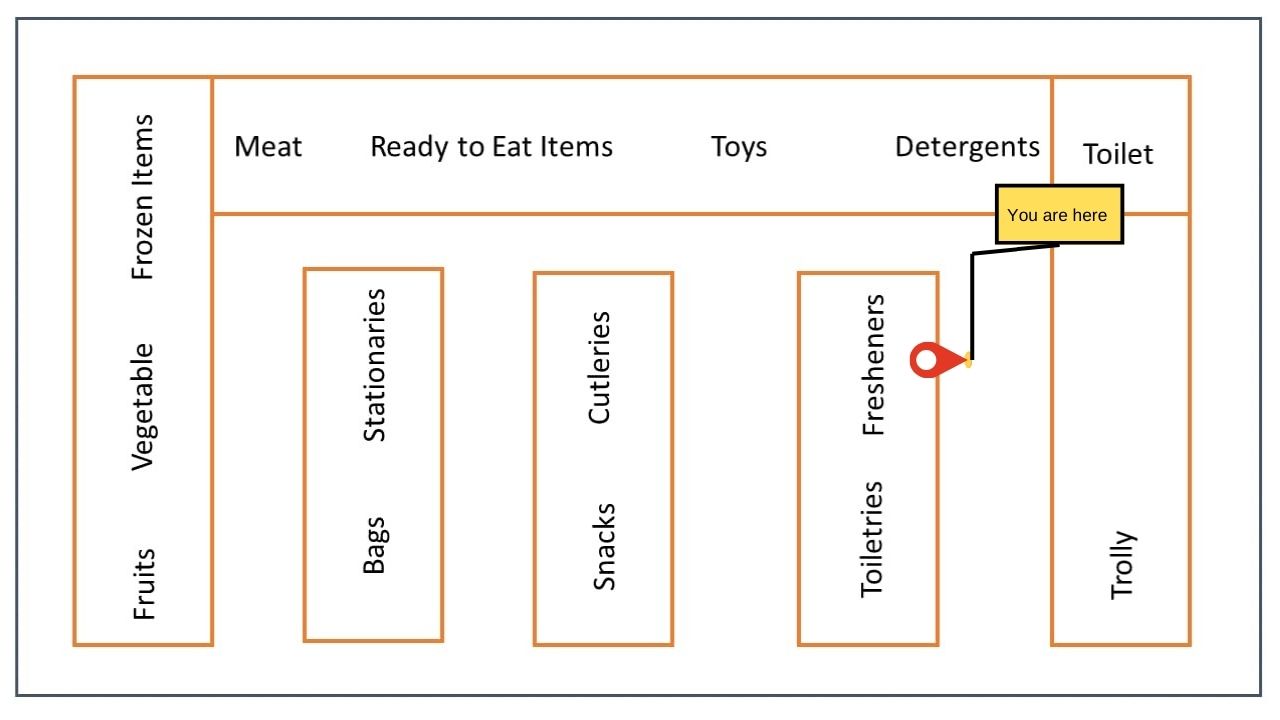 Meat
Ready to Eat Items
Toys
Detergents
Toilet
You are here
Frozen Items
Vegetable
Fruits
Stationaries
Bags
Cutleries
Snacks
Fresheners
Toiletries
Trolly